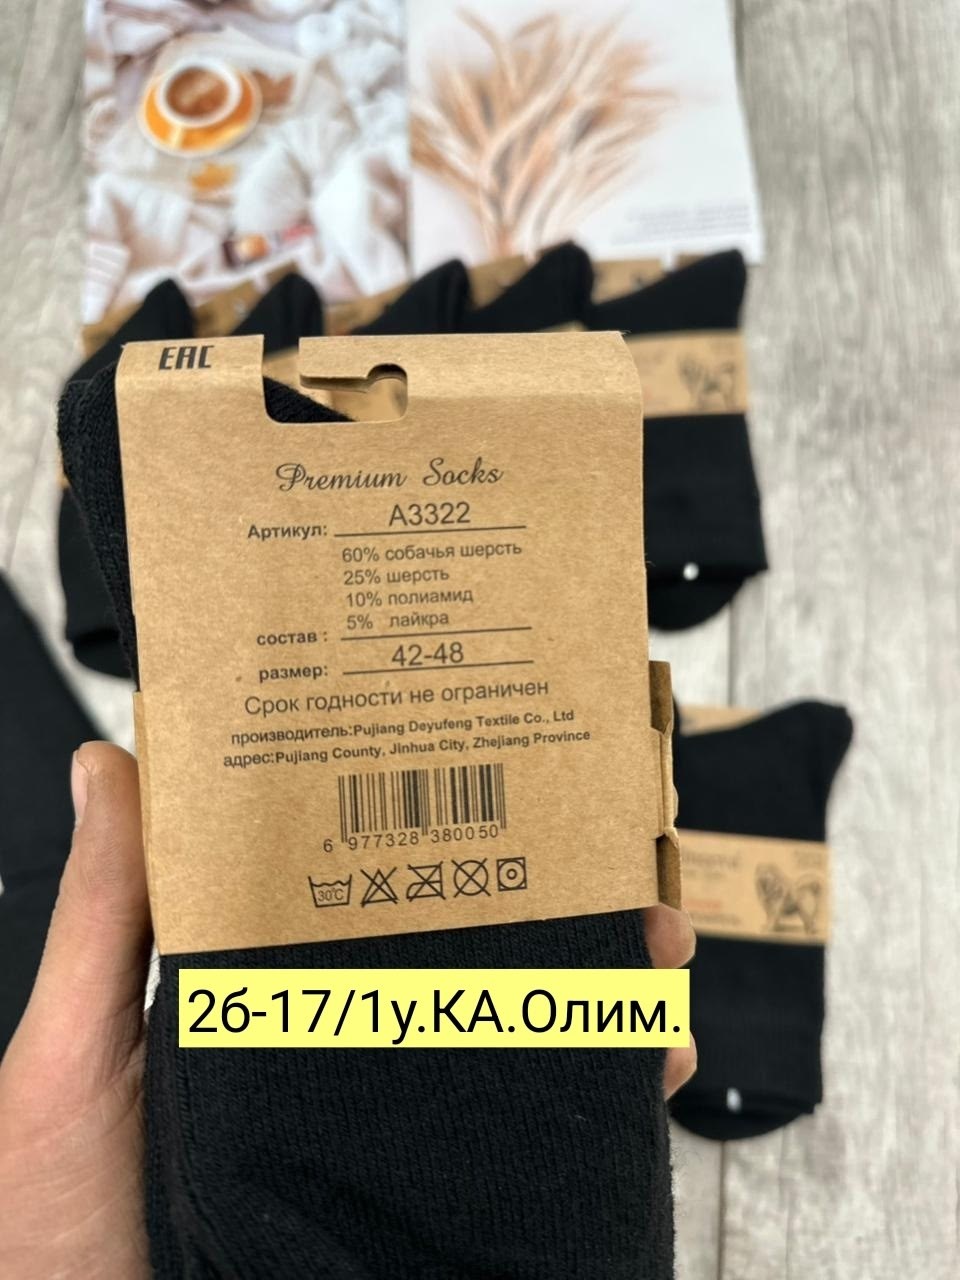 EAC
Premium Socks
Артикул: A3322
60% собачья шерсть
25% шерсть
10% полиамид
5% лайкра
состав :
размер: 42-48
Срок годности не ограничен
производитель:Pujiang Deyufeng Textile Co., Ltd
адрес:Pujiang County, Jinhua City, Zhejiang Province
6 977328 380050
30℃
2б-17/1у.КА.Олим.